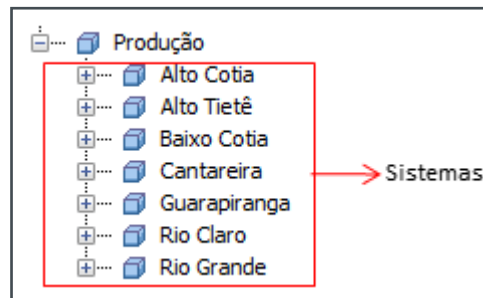 Produção
Alto Cotia
Alto Tietê
Baixo Cotia
Cantareira
Sistemas
Guarapiranga
Rio Claro
Rio Grande